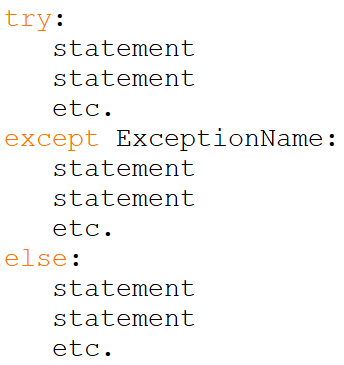 try:
   statement
   statement
   etc.
except ExceptionName:
   statement
   statement
   etc.
else:
   statement
   statement
   etc.